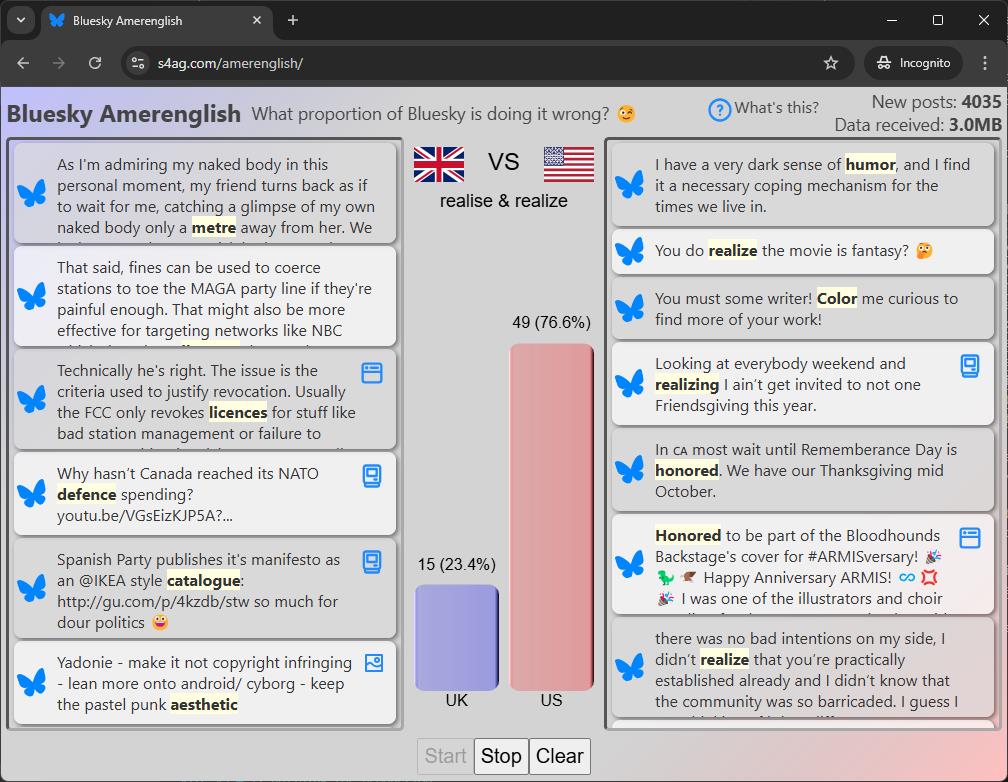 Bluesky Amerenglish
s4ag.com/amerenglish/
Incognito
Bluesky Amerenglish
What proportion of Bluesky is doing it wrong? 😉
What's this?
New posts: 4035
Data received: 3.0MB
As I'm admiring my naked body in this
personal moment, my friend turns back as if
to wait for me, catching a glimpse of my own
naked body only a metre away from her. We
That said, fines can be used to coerce
stations to toe the MAGA party line if they're
painful enough. That might also be more
effective for targeting networks like NBC
Technically he's right. The issue is the
criteria used to justify revocation. Usually
the FCC only revokes licences for stuff like
bad station management or failure to
Why hasn't Canada reached its NATO
defence spending?
youtu.be/VGsEizKJP5A?...
Spanish Party publishes it's manifesto as
an @IKEA style catalogue:
http://gu.com/p/4kzdb/stw so much for
dour politics 😀
Yadonie - make it not copyright infringing
- lean more onto android/ cyborg - keep
the pastel punk aesthetic
VS
realise & realize
49 (76.6%)
15 (23.4%)
UK
US
I have a very dark sense of humor, and I find
it a necessary coping mechanism for the
times we live in.
You do realize the movie is fantasy? 🤔
You must some writer! Color me curious to
find more of your work!
Looking at everybody weekend and
realizing I ain't get invited to not one
Friendsgiving this year.
In ᴄᴀ most wait until Rememberance Day is
honored. We have our Thanksgiving mid
October.
Honored to be part of the Bloodhounds
Backstage's cover for #ARMISversary! 🎉
🦖 🦅 Happy Anniversary ARMIS! ♾️ 💢
🎉 I was one of the illustrators and choir
there was no bad intentions on my side, I
didn't realize that you're practically
established already and I didn't know that
the community was so barricaded. I guess I
Start
Stop
Clear